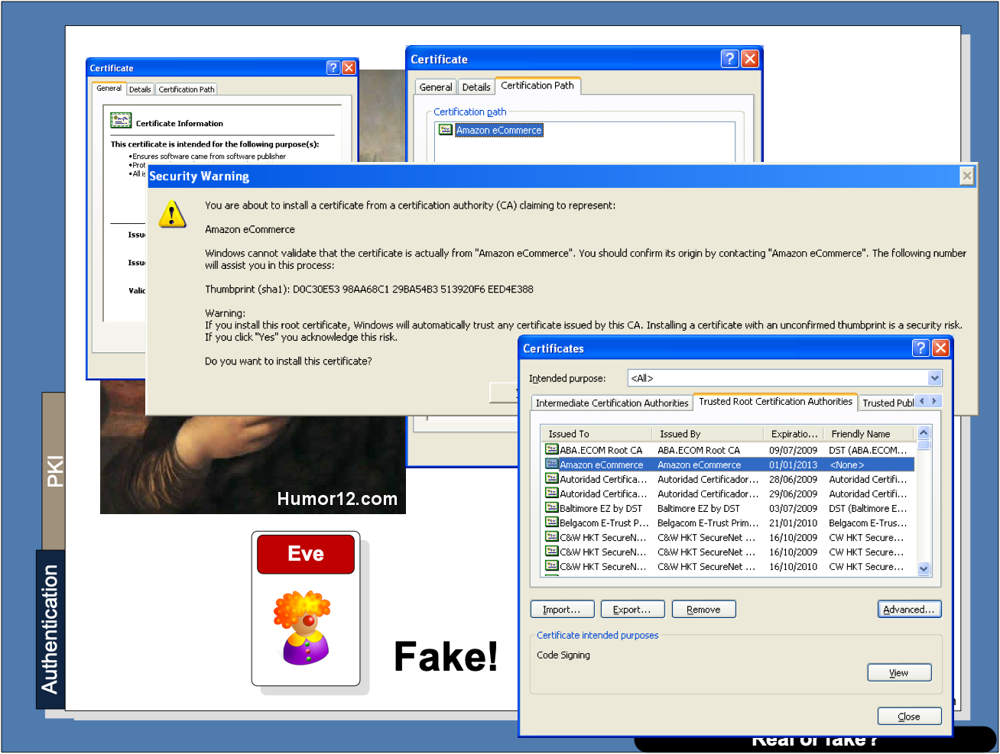 Certificate
General
Details
Certification Path
Certificate Information
This certificate is intended for the following purpose(s):
•Ensures software came from software publisher
•Prot
•All is
Issu
Issu
Valid
Certificate
General
Details
Certification Path
Certification path
Amazon eCommerce
Security Warning
You are about to install a certificate from a certification authority (CA) claiming to represent:
Amazon eCommerce
Windows cannot validate that the certificate is actually from "Amazon eCommerce". You should confirm its origin by contacting "Amazon eCommerce". The following number
will assist you in this process:
Thumbprint (sha1): D0C30E53 98AA68C1 29BA54B3 513920F6 EED4E388
Warning:
If you install this root certificate, Windows will automatically trust any certificate issued by this CA. Installing a certificate with an unconfirmed thumbprint is a security risk.
If you click "Yes" you acknowledge this risk.
Do you want to install this certificate?
Certificates
Intended purpose:
<All>
Intermediate Certification Authorities
Trusted Root Certification Authorities
Trusted Publ
Issued To Issued By Expiratio... Friendly Name
ABA.ECOM Root CA ABA.ECOM Root CA 09/07/2009 DST (ABA.ECOM...
Amazon eCommerce Amazon eCommerce 01/01/2013 <None>
Autoridad Certifica... Autoridad Certificador... 28/06/2009 Autoridad Certifi...
Autoridad Certifica... Autoridad Certificador... 29/06/2009 Autoridad Certifi...
Baltimore EZ by DST Baltimore EZ by DST 03/07/2009 DST (Baltimore E...
Belgacom E-Trust P... Belgacom E-Trust Prim... 21/01/2010 Belgacom E-Trus...
C&W HKT SecureN... C&W HKT SecureNet ... 16/10/2009 CW HKT Secure...
C&W HKT SecureN... C&W HKT SecureNet ... 16/10/2009 CW HKT Secure...
C&W HKT SecureN... C&W HKT SecureNet ... 16/10/2010 CW HKT Secure...
Import...
Export...
Remove
Advanced...
Certificate intended purposes
Code Signing
View
Close
Humor12.com
Eve
Fake!
PKI
Authentication
Real or fake?